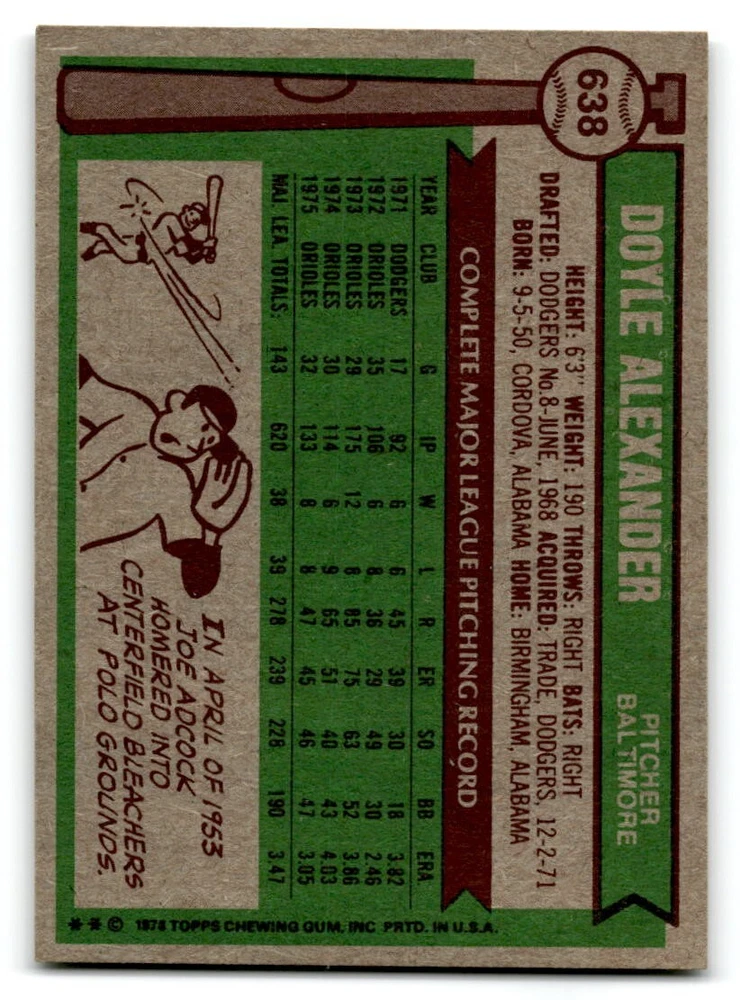 638
DOYLE ALEXANDER
PITCHER
BALTIMORE
HEIGHT: 6'3" WEIGHT: 190 THROWS: RIGHT BATS: RIGHT
DRAFTED: DODGERS No.8-JUNE, 1968 ACQUIRED: TRADE, DODGERS, 12-2-71
BORN: 9-5-50, CORDOVA, ALABAMA HOME: BIRMINGHAM, ALABAMA
COMPLETE MAJOR LEAGUE PITCHING RECORD
YEAR CLUB G IP W L R ER SO BB ERA
1971 DODGERS 17 92 6 6 45 39 30 18 3.82
1972 ORIOLES 35 106 6 8 36 29 49 30 2.46
1973 ORIOLES 29 175 12 8 85 75 63 52 3.86
1974 ORIOLES 30 114 6 9 65 51 40 43 4.03
1975 ORIOLES 32 133 8 8 47 45 46 47 3.05
MAJ. LEA. TOTALS: 143 620 38 39 278 239 228 190 3.47
IN APRIL OF 1953
JOE ADCOCK
HOMERED INTO
CENTERFIELD BLEACHERS
AT POLO GROUNDS.
** © 1976 TOPPS CHEWING GUM, INC PRTD. IN U.S.A.